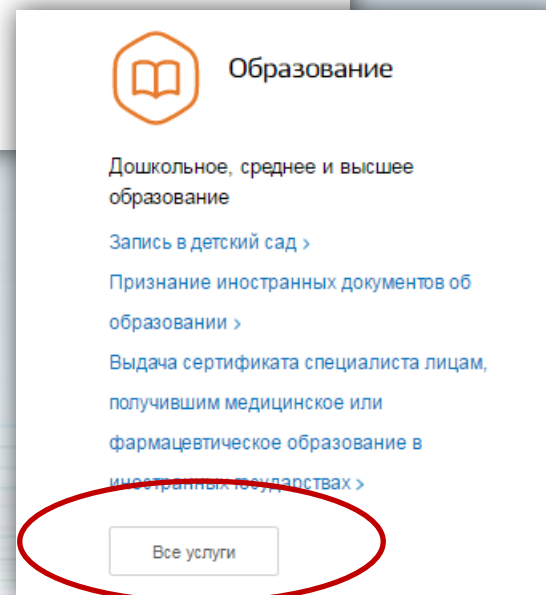 Образование
Дошкольное, среднее и высшее
образование
Запись в детский сад >
Признание иностранных документов об
образовании >
Выдача сертификата специалиста лицам,
получившим медицинское или
фармацевтическое образование в
иностранных государствах >
Все услуги